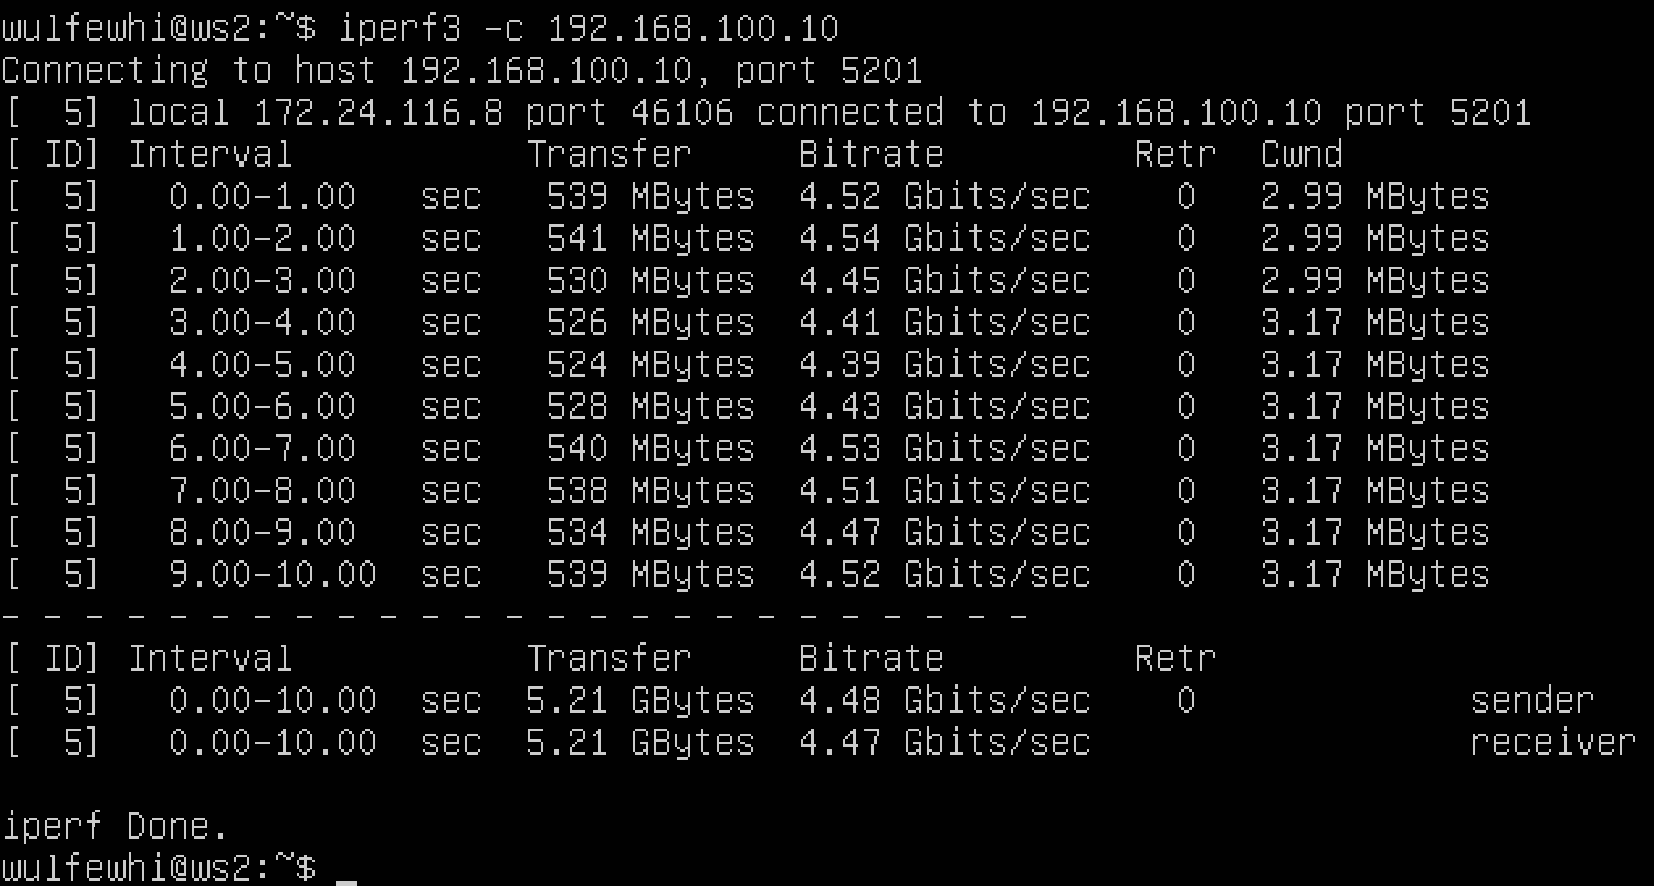 wulfewhi@ws2:~$ iperf3 -c 192.168.100.10
Connecting to host 192.168.100.10, port 5201
[  5] local 172.24.116.8 port 46106 connected to 192.168.100.10 port 5201
[ ID] Interval           Transfer     Bitrate         Retr  Cwnd
[  5]   0.00-1.00   sec   539 MBytes  4.52 Gbits/sec    0   2.99 MBytes
[  5]   1.00-2.00   sec   541 MBytes  4.54 Gbits/sec    0   2.99 MBytes
[  5]   2.00-3.00   sec   530 MBytes  4.45 Gbits/sec    0   2.99 MBytes
[  5]   3.00-4.00   sec   526 MBytes  4.41 Gbits/sec    0   3.17 MBytes
[  5]   4.00-5.00   sec   524 MBytes  4.39 Gbits/sec    0   3.17 MBytes
[  5]   5.00-6.00   sec   528 MBytes  4.43 Gbits/sec    0   3.17 MBytes
[  5]   6.00-7.00   sec   540 MBytes  4.53 Gbits/sec    0   3.17 MBytes
[  5]   7.00-8.00   sec   538 MBytes  4.51 Gbits/sec    0   3.17 MBytes
[  5]   8.00-9.00   sec   534 MBytes  4.47 Gbits/sec    0   3.17 MBytes
[  5]   9.00-10.00  sec   539 MBytes  4.52 Gbits/sec    0   3.17 MBytes
- - - - - - - - - - - - - - - - - - - - - - - - -
[ ID] Interval           Transfer     Bitrate         Retr
[  5]   0.00-10.00  sec  5.21 GBytes  4.48 Gbits/sec    0             sender
[  5]   0.00-10.00  sec  5.21 GBytes  4.47 Gbits/sec                  receiver
iperf Done.
wulfewhi@ws2:~$ _